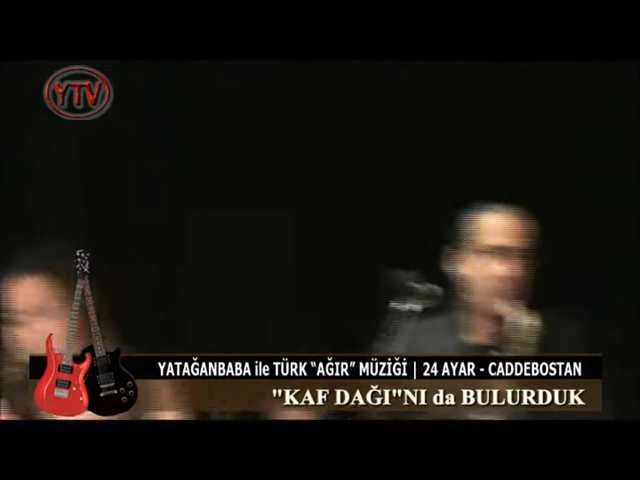 YTV
YATAĞANBABA ile TÜRK “AĞIR” MÜZİĞİ | 24 AYAR - CADDEBOSTAN
"KAF DAĞI"NI da BULURDUK